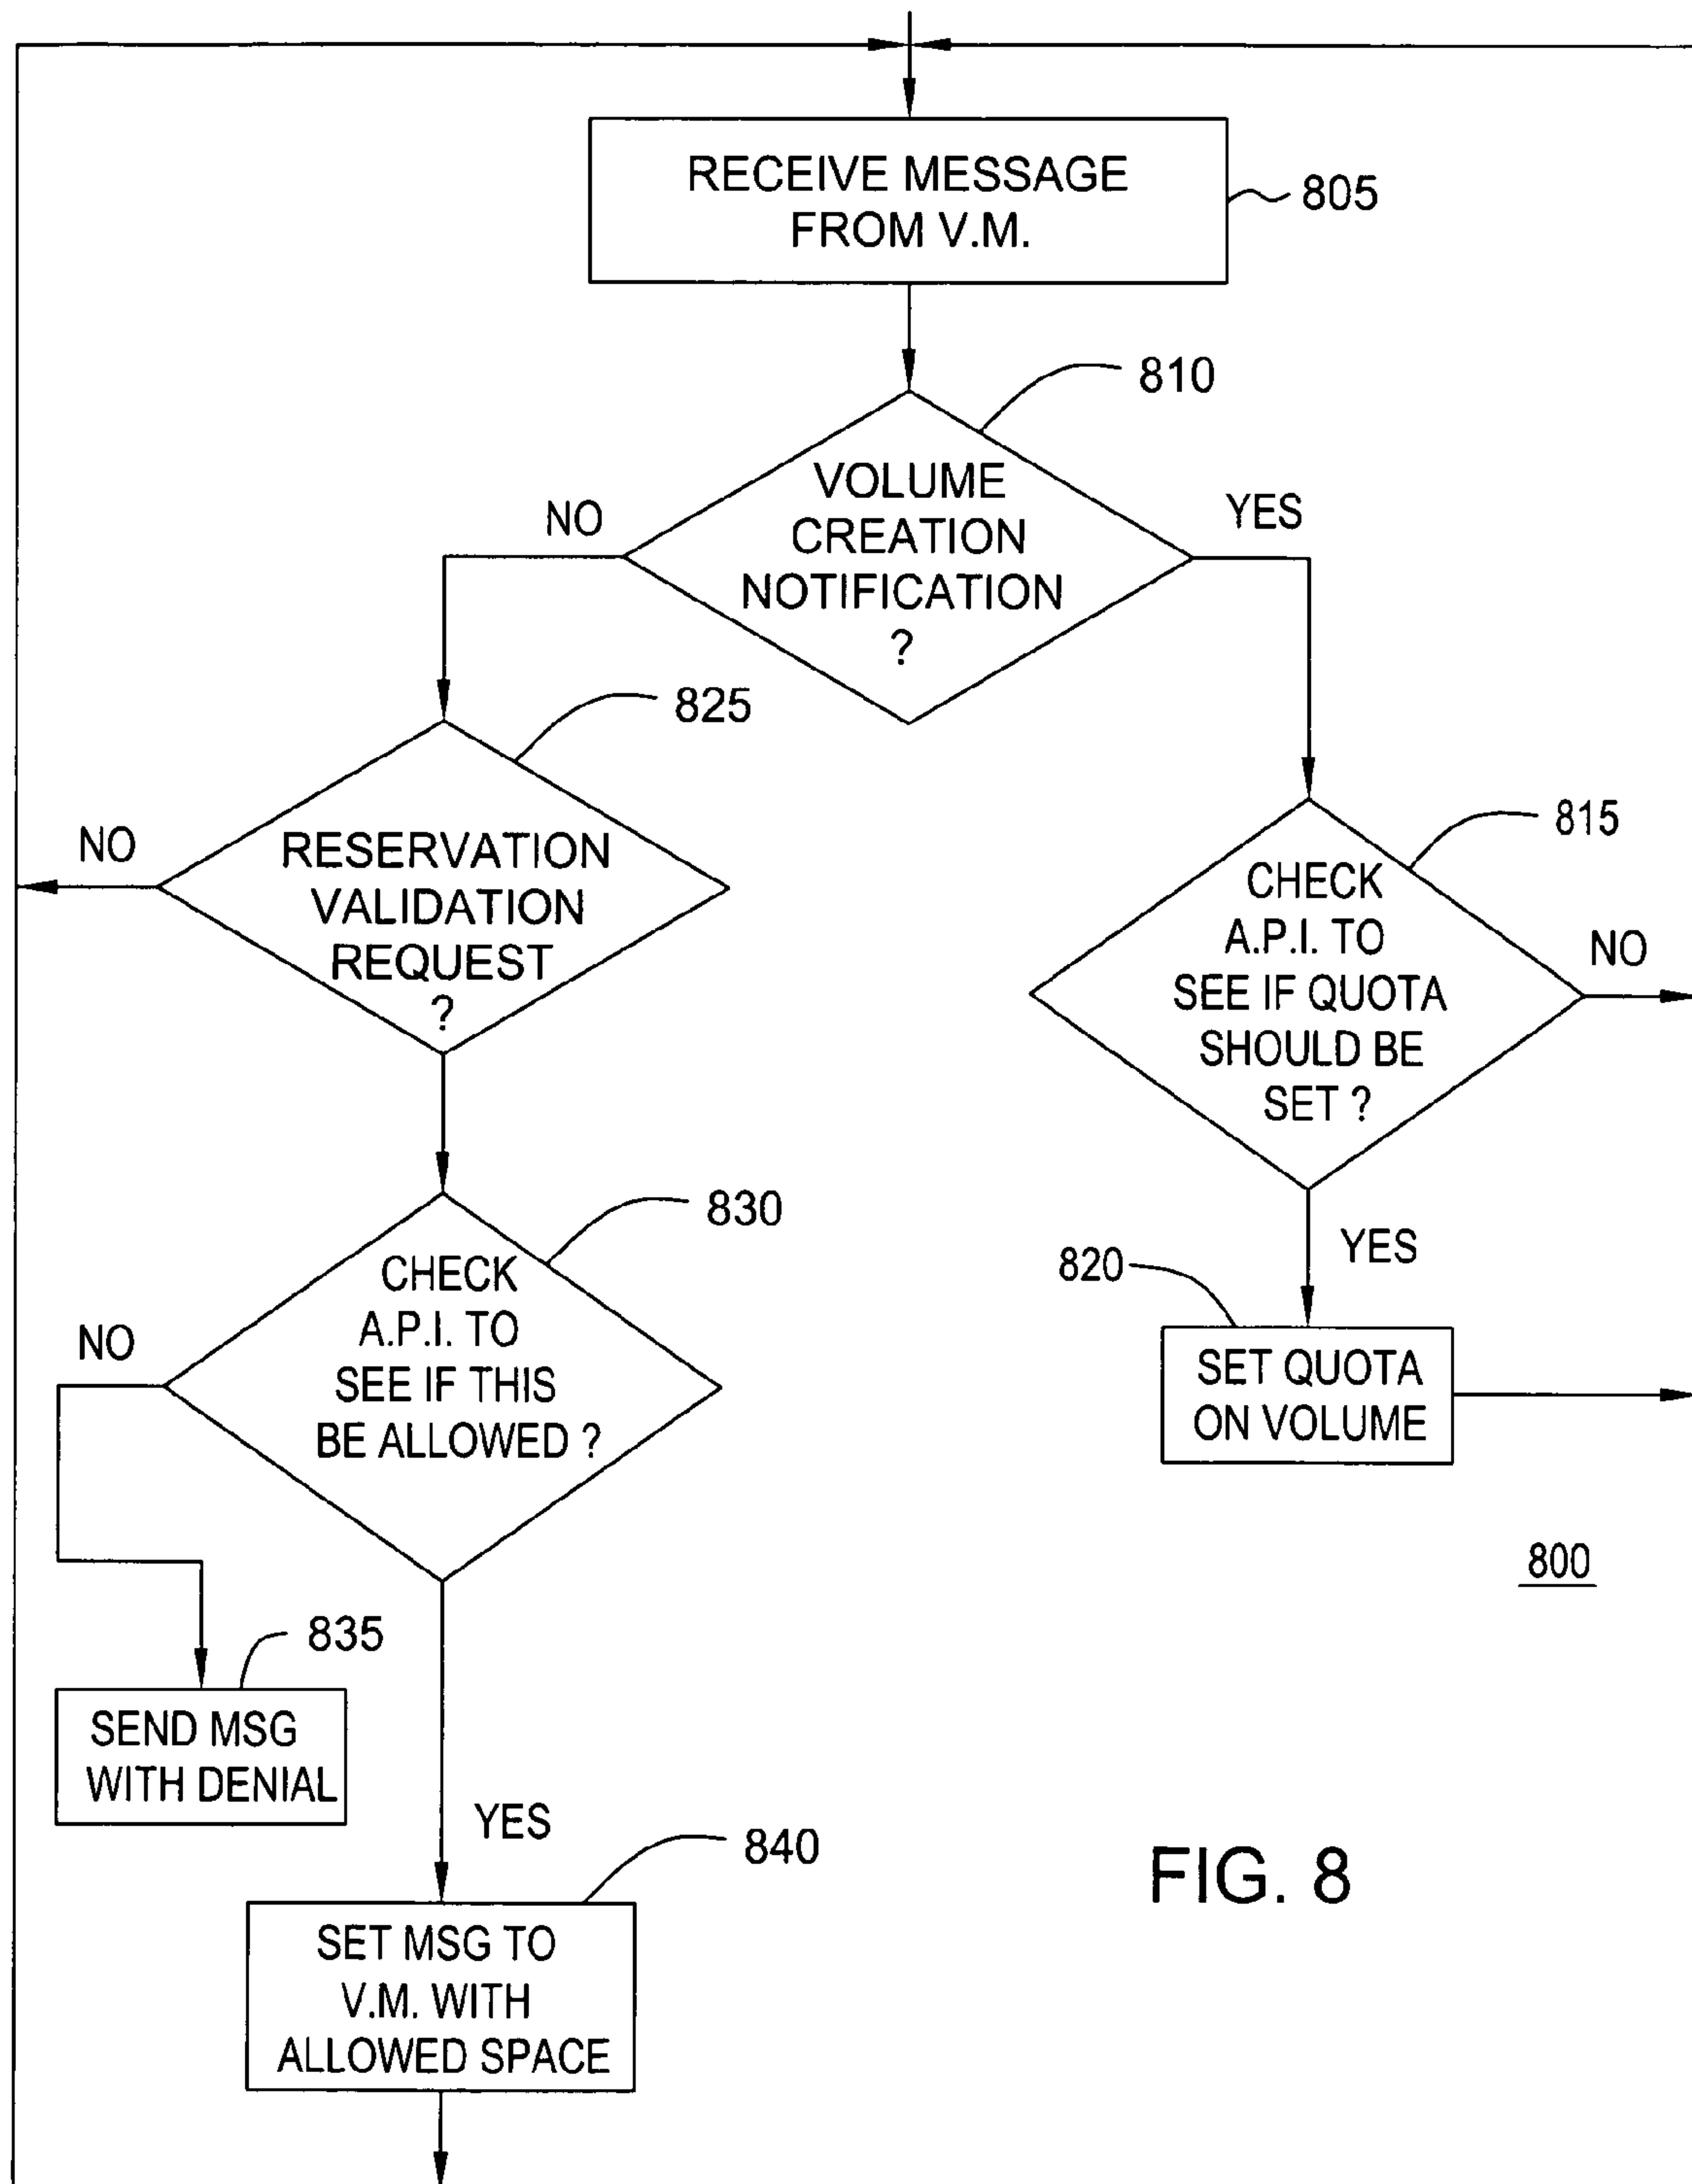 RECEIVE MESSAGE
FROM V.M.
805
810
VOLUME
CREATION
NOTIFICATION
?
NO
YES
825
RESERVATION
VALIDATION
REQUEST
?
NO
815
CHECK
A.P.I. TO
SEE IF QUOTA
SHOULD BE
SET ?
NO
YES
820
SET QUOTA
ON VOLUME
830
CHECK
A.P.I. TO
SEE IF THIS
BE ALLOWED ?
NO
800
835
SEND MSG
WITH DENIAL
YES
840
SET MSG TO
V.M. WITH
ALLOWED SPACE
FIG. 8